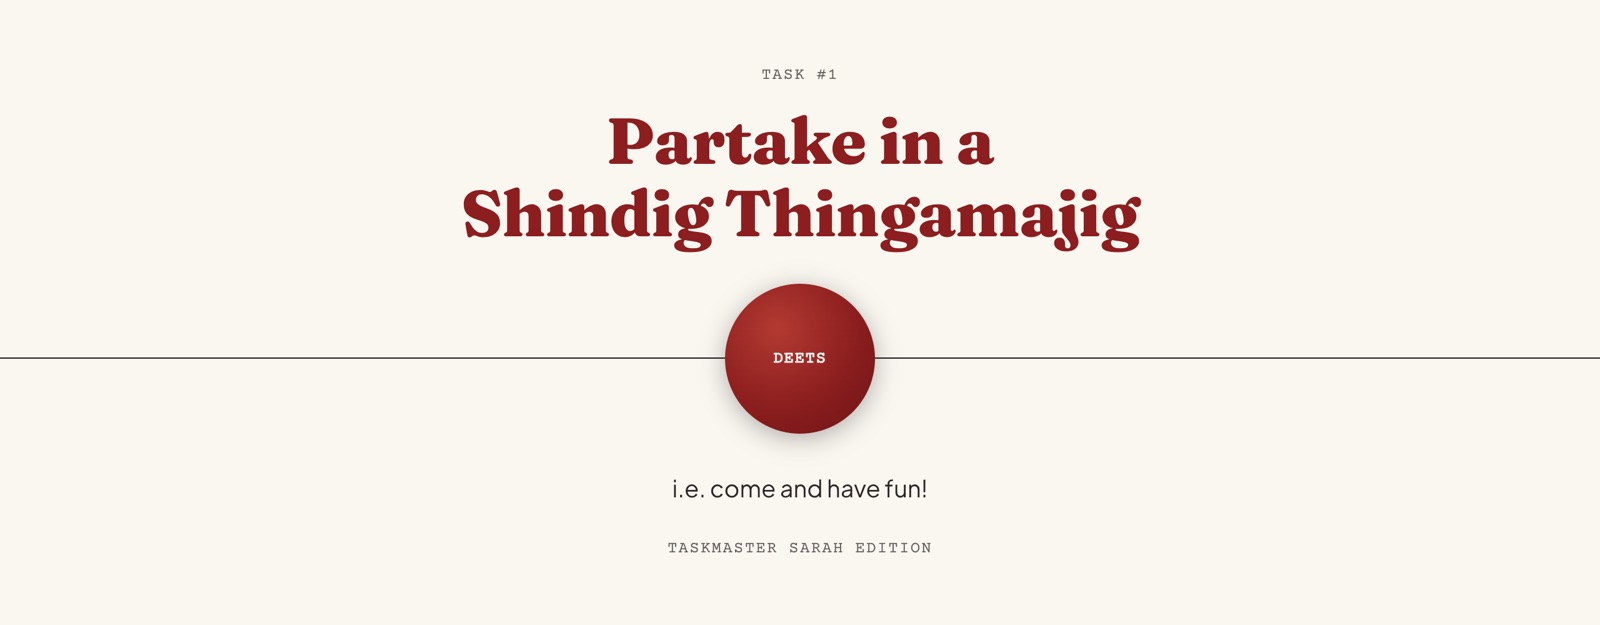 TASK #1
Partake in a
Shindig Thingamajig
DEETS
i.e. come and have fun!
TASKMASTER SARAH EDITION